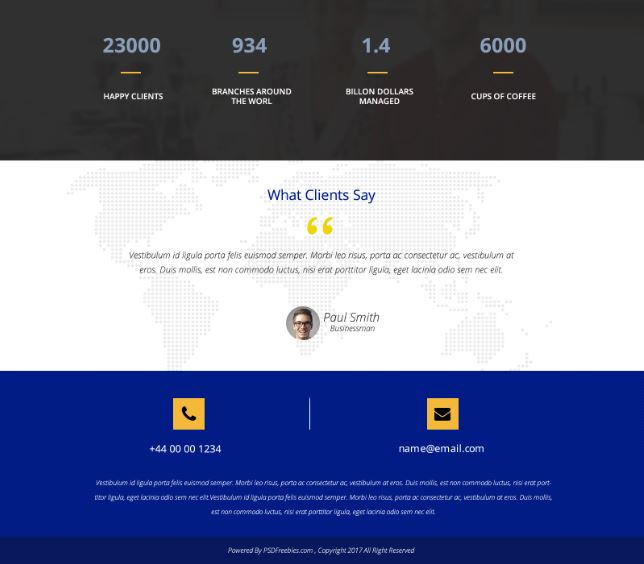 23000
934
1.4
6000
HAPPY CLIENTS
BRANCHES AROUND
THE WORL
BILLON DOLLARS
MANAGED
CUPS OF COFFEE
What Clients Say
“
Vestibulum id ligula porta felis euismod semper. Morbi leo risus, porta ac consectetur ac, vestibulum at
eros. Duis mollis, est non commodo luctus, nisi erat porttitor ligula, eget lacinia odio sem nec elit.
Paul Smith
Businessman
+44 00 00 1234
name@email.com
Vestibulum id ligula porta felis euismod semper. Morbi leo risus, porta ac consectetur ac, vestibulum at eros. Duis mollis, est non commodo luctus, nisi erat port-
titor ligula, eget lacinia odio sem nec elit.Vestibulum id ligula porta felis euismod semper. Morbi leo risus, porta ac consectetur ac, vestibulum at eros. Duis mollis,
est non commodo luctus, nisi erat porttitor ligula, eget lacinia odio sem nec elit.
Powered By PSDFreebies.com , Copyright 2017 All Right Reserved